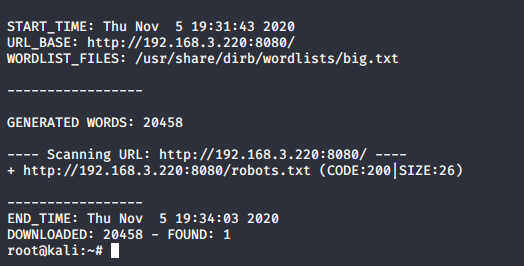 START_TIME: Thu Nov  5 19:31:43 2020
URL_BASE: http://192.168.3.220:8080/
WORDLIST_FILES: /usr/share/dirb/wordlists/big.txt
-----------------
GENERATED WORDS: 20458
---- Scanning URL: http://192.168.3.220:8080/ ----
+ http://192.168.3.220:8080/robots.txt (CODE:200|SIZE:26)
-----------------
END_TIME: Thu Nov  5 19:34:03 2020
DOWNLOADED: 20458 - FOUND: 1
root@kali:~#